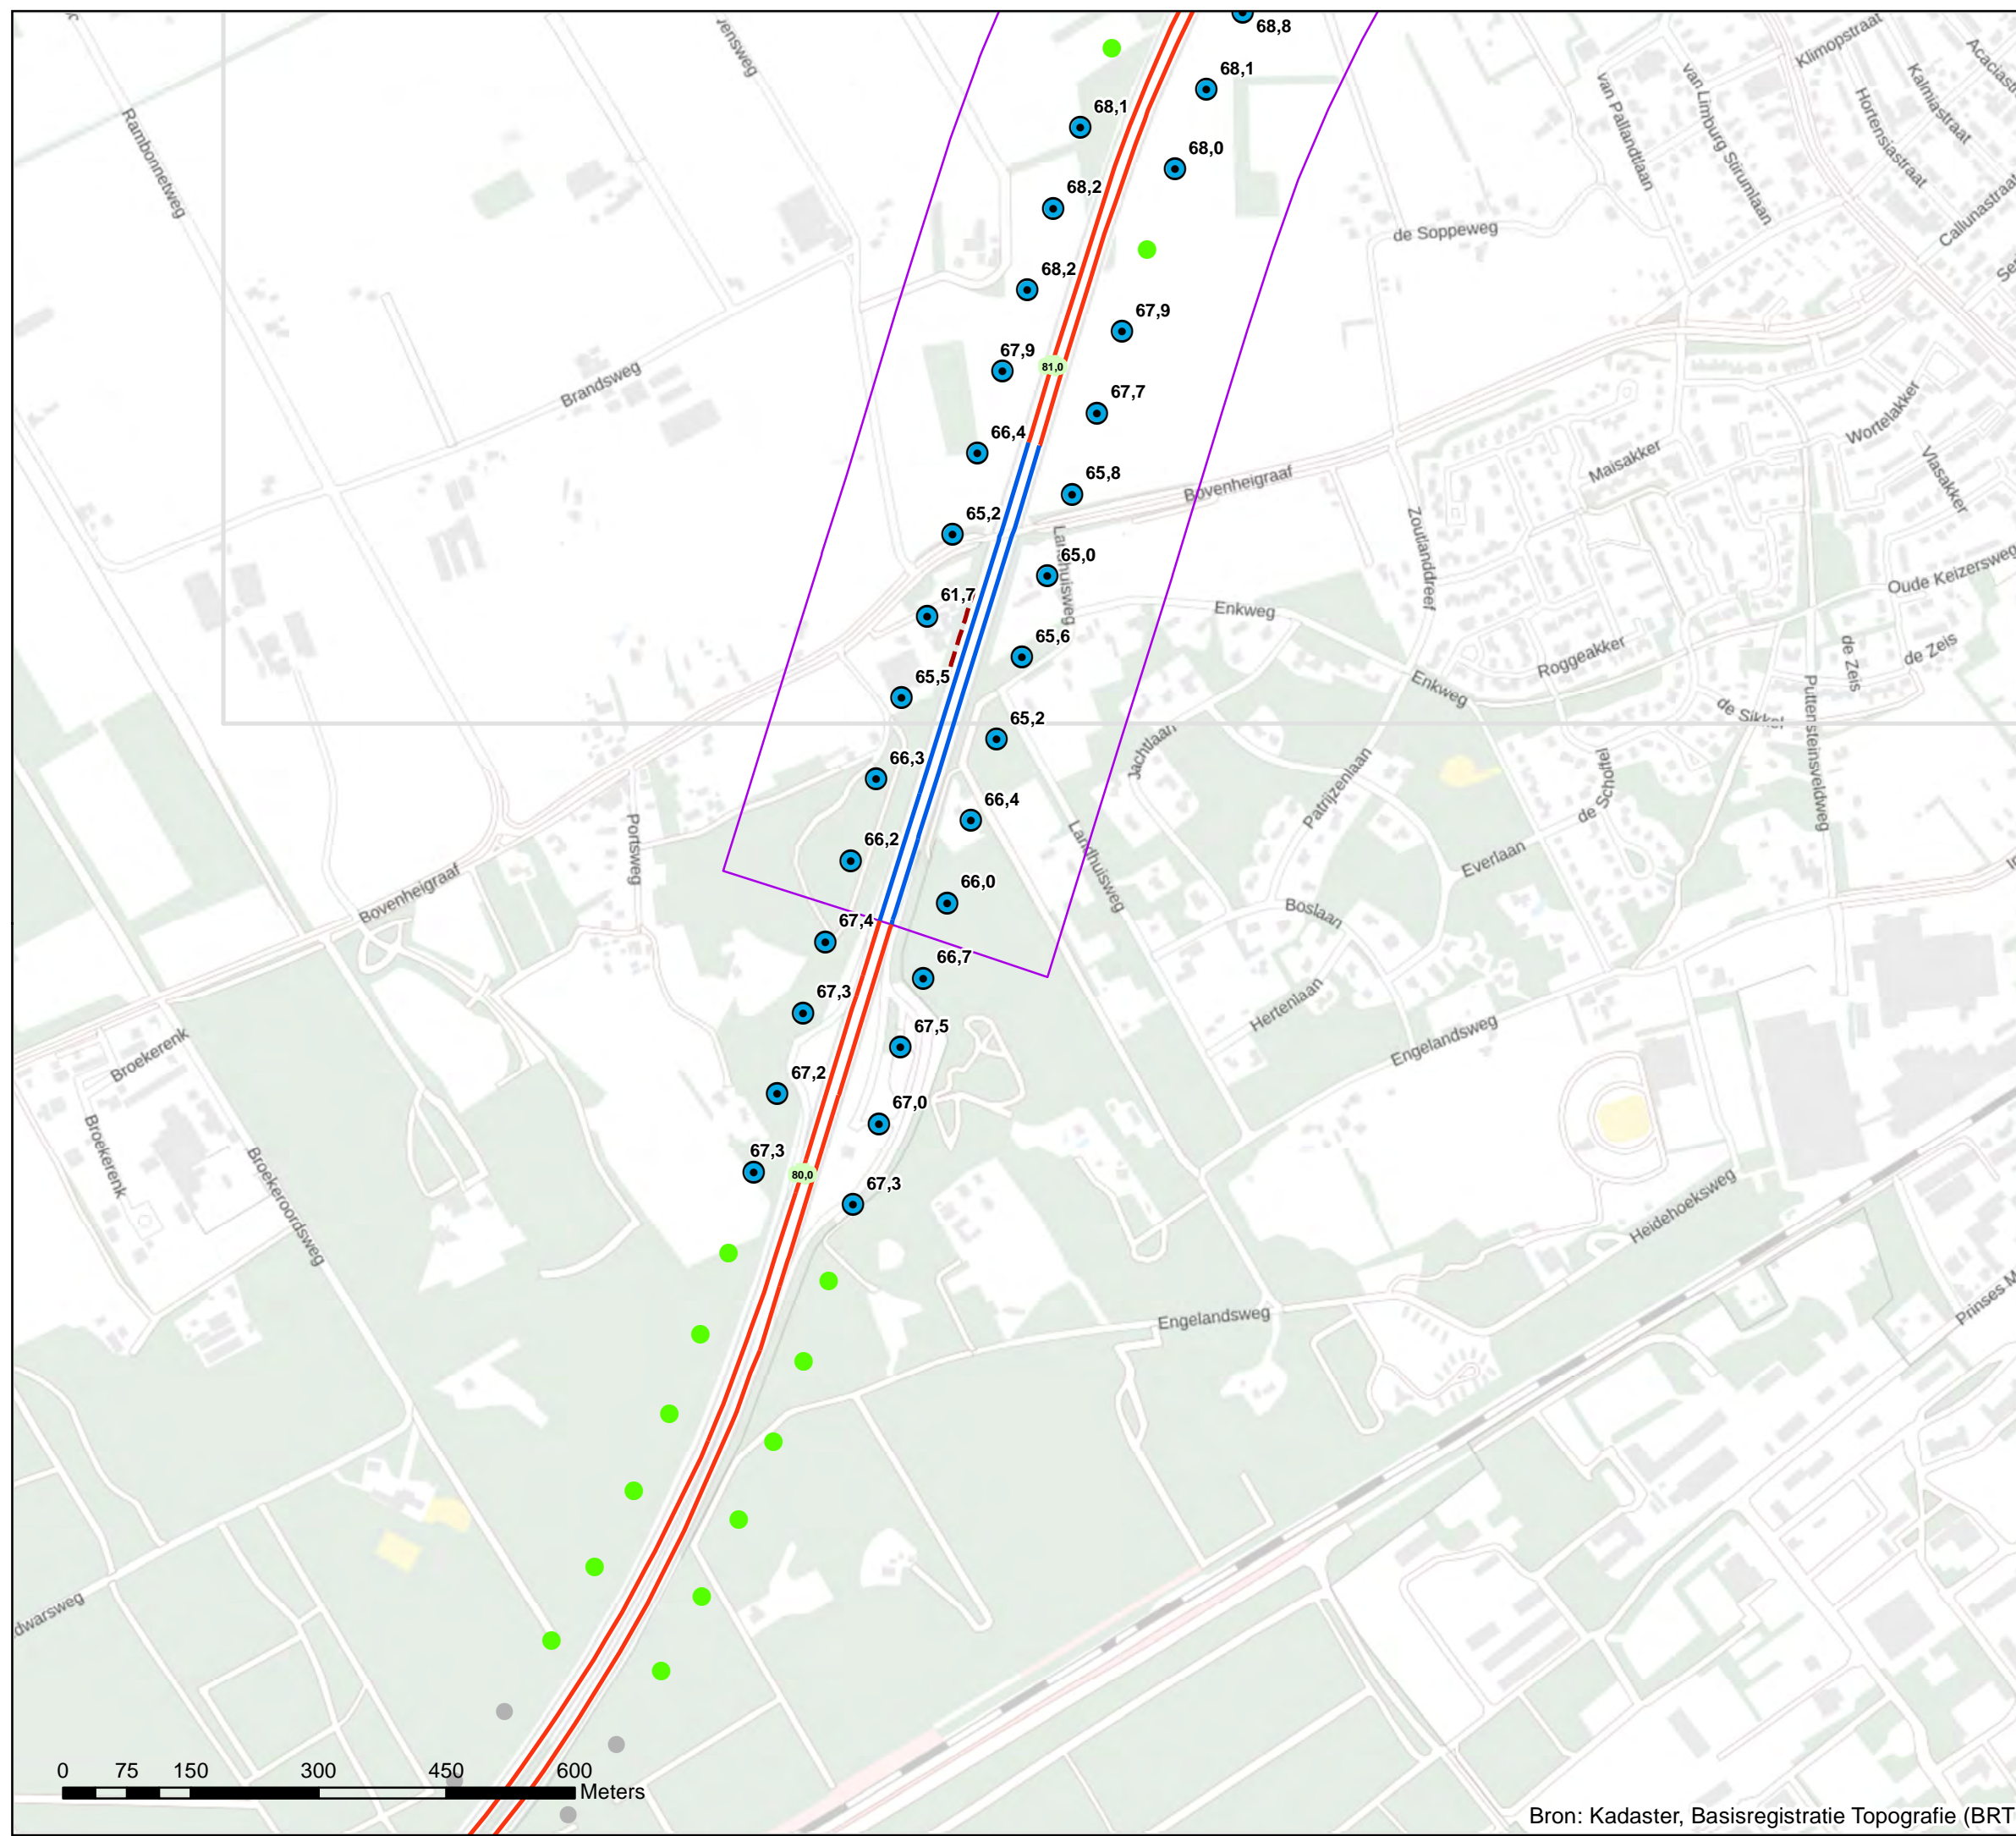 68,8
Klimopstraat
vensweg
68,1
van Pallandtlaan
van Limburg Stirumlaan
Kalmiastraat
Hortensiastraat
Rambonnetweg
68,1
68,0
68,2
Callunastraat
de Soppeweg
68,2
67,9
67,9
81,0
Brandsweg
67,7
Wortelakker
66,4
Maisakker
65,8
Bovenheigraaf
Vlasakker
65,2
Zoutlanddreef
65,0
Landhuisweg
Oude Keizersweg
61,7
Enkweg
65,6
Roggeakker
de Zeis
de Zeis
65,5
Enkweg
Puttensteinsveldweg
65,2
de Sikkel
Jachtlaan
66,3
Patrijzenlaan
de Schoffel
66,4
Portsweg
66,2
Landhuisweg
Everlaan
Bovenheigraaf
66,0
Boslaan
67,4
66,7
67,3
Hertenlaan
67,5
Engelandsweg
Broekerenk
67,2
67,0
Broekerenk
67,3
80,0
67,3
Broekeroordsweg
Heidehoeksweg
Prinses M
Engelandsweg
dwarsweg
0 75 150 300 450 600
Meters
Bron: Kadaster, Basisregistratie Topografie (BRT